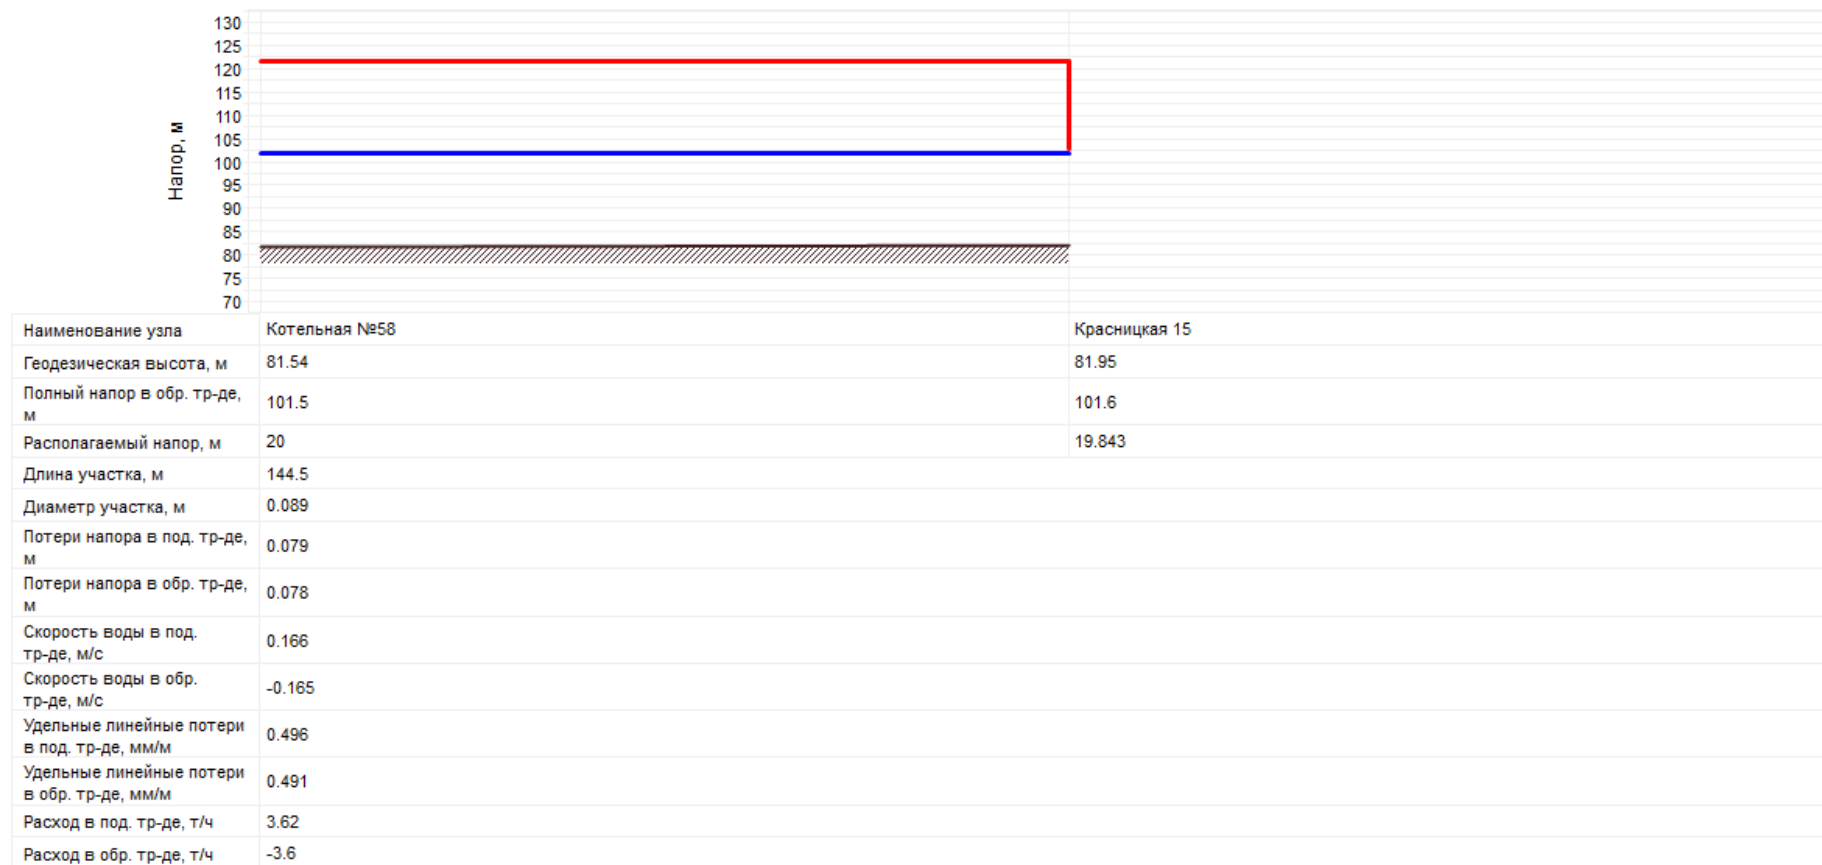 130
125
120
115
110
105
100
95
90
85
80
75
70
Напор, м
Наименование узла
Котельная №58
Красницкая 15
Геодезическая высота, м
81.54
81.95
Полный напор в обр. тр-де,
м
101.5
101.6
Располагаемый напор, м
20
19.843
Длина участка, м
144.5
Диаметр участка, м
0.089
Потери напора в под. тр-де,
м
0.079
Потери напора в обр. тр-де,
м
0.078
Скорость воды в под.
тр-де, м/с
0.166
Скорость воды в обр.
тр-де, м/с
-0.165
Удельные линейные потери
в под. тр-де, мм/м
0.496
Удельные линейные потери
в обр. тр-де, мм/м
0.491
Расход в под. тр-де, т/ч
3.62
Расход в обр. тр-де, т/ч
-3.6